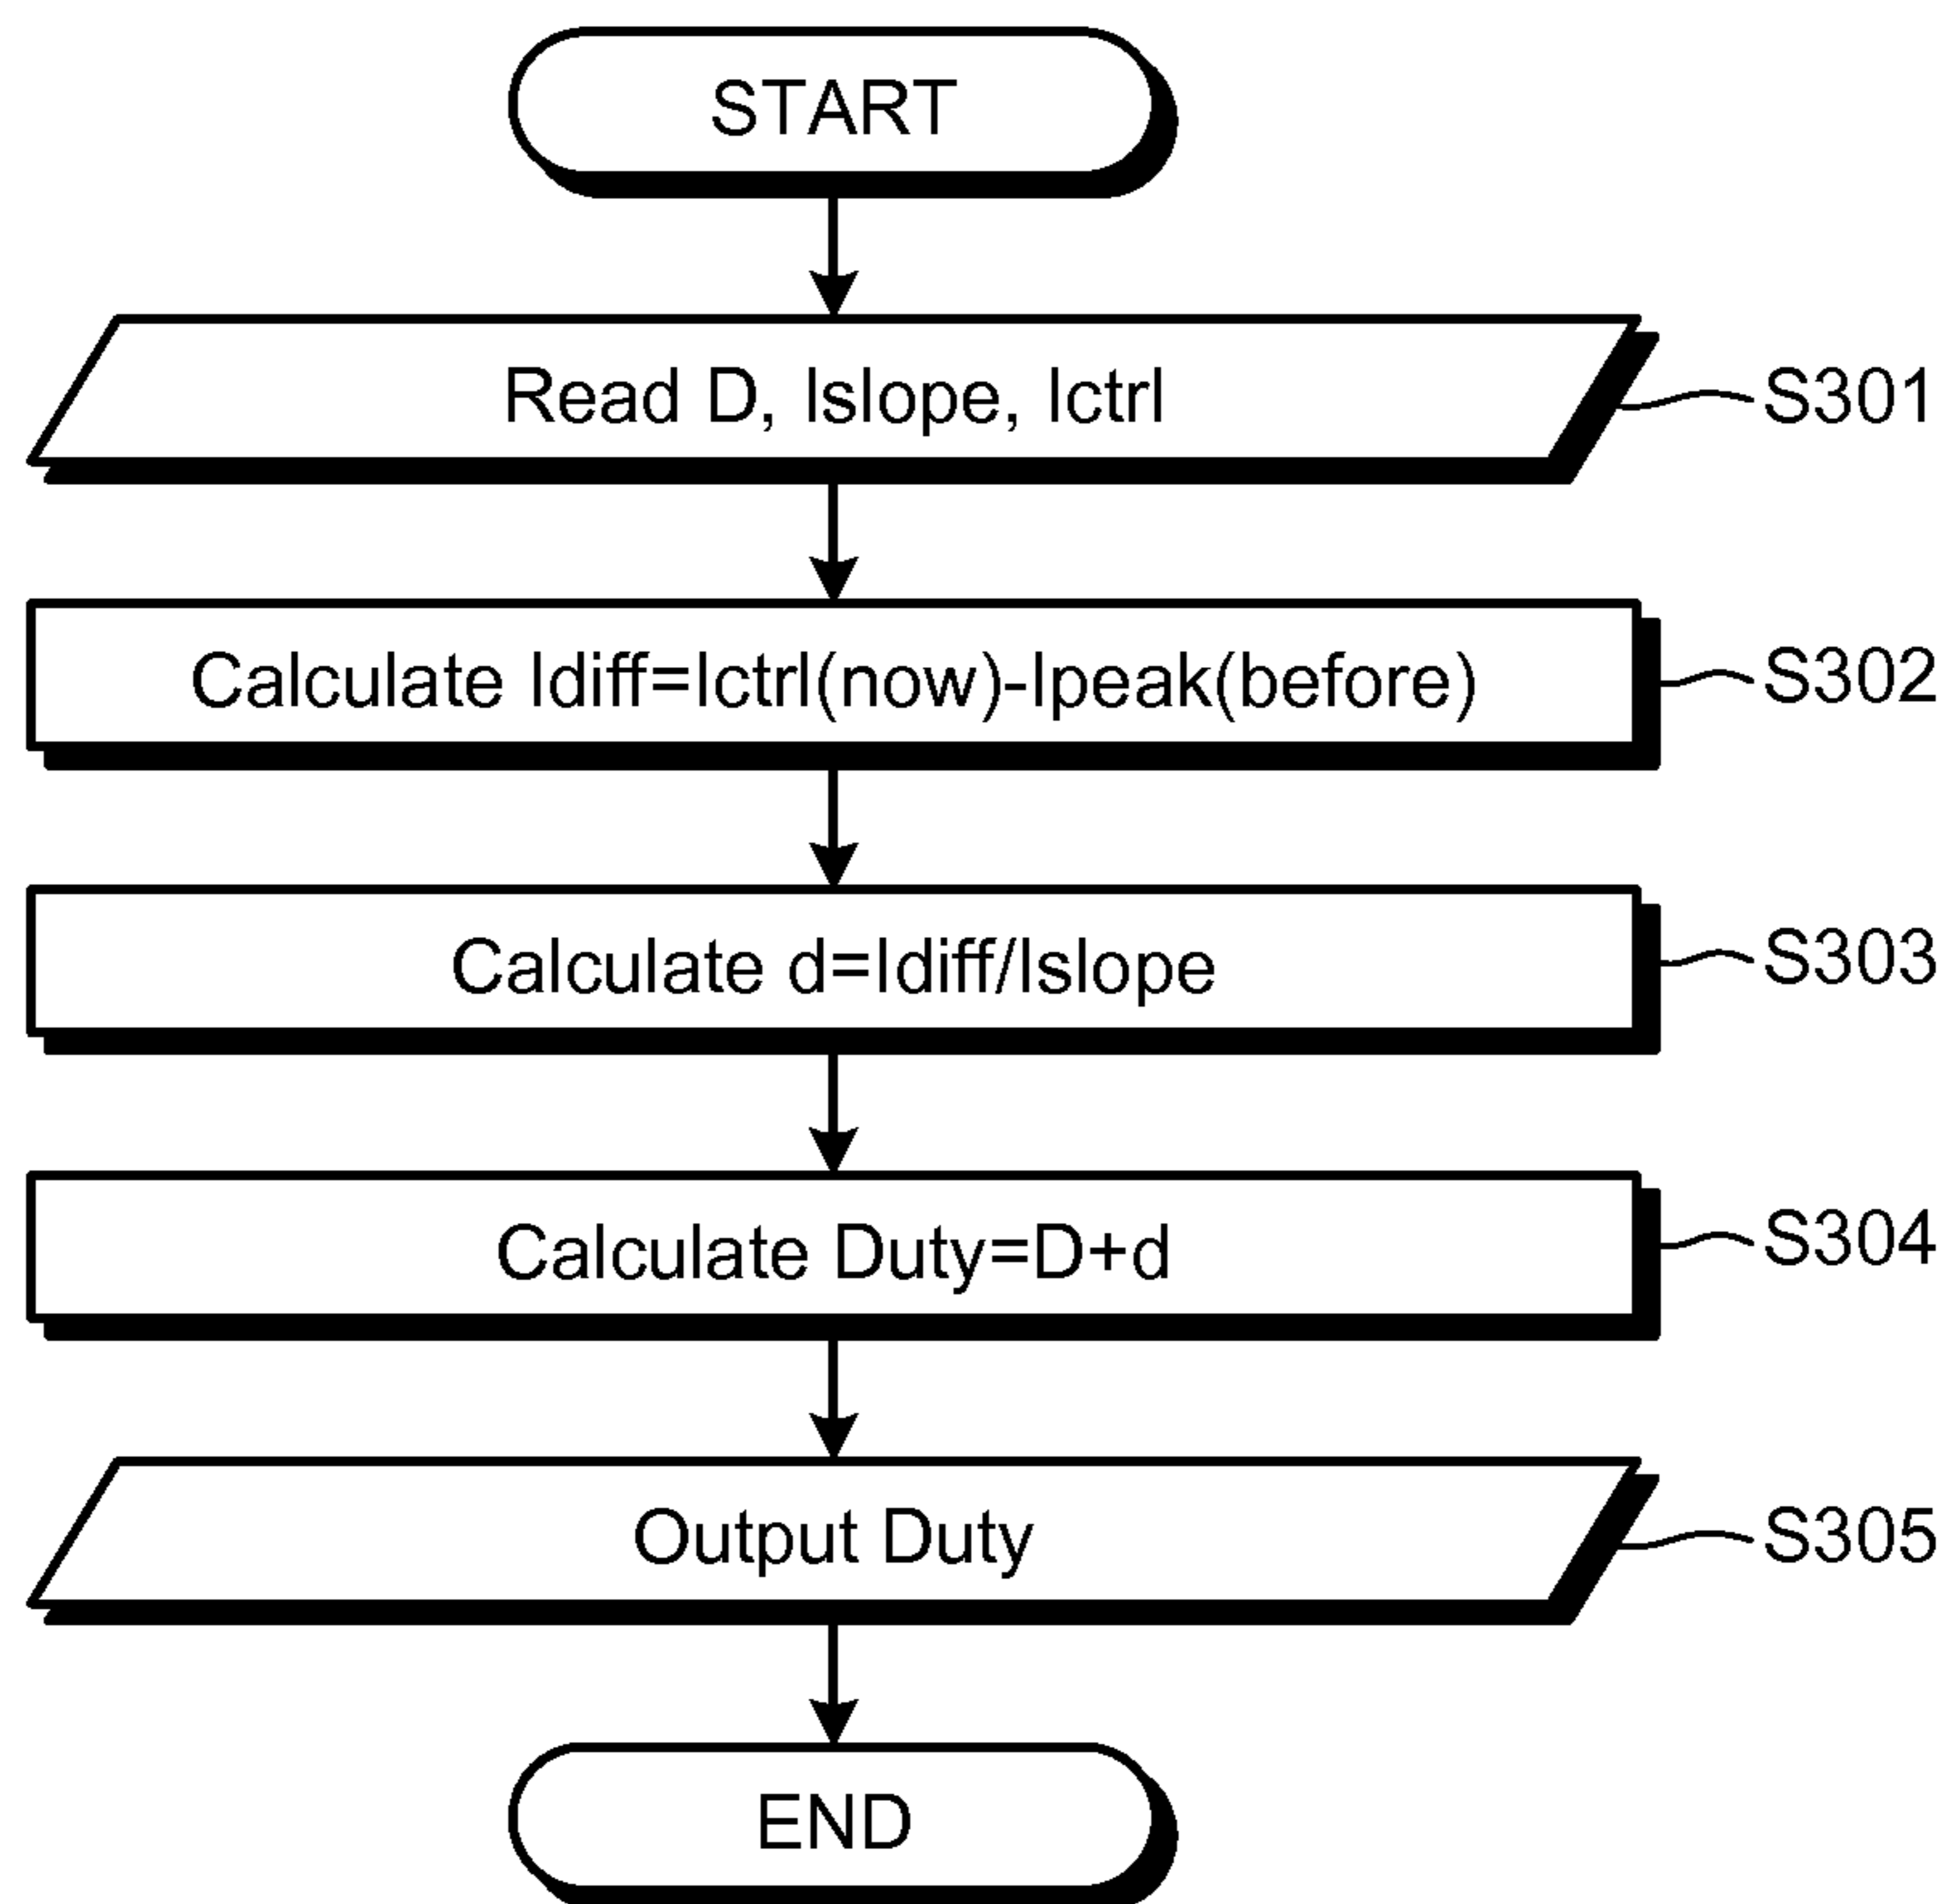 START
Read D, Islope, Ictrl
S301
Calculate Idiff=Ictrl(now)-Ipeak(before)
S302
Calculate d=Idiff/Islope
S303
Calculate Duty=D+d
S304
Output Duty
S305
END